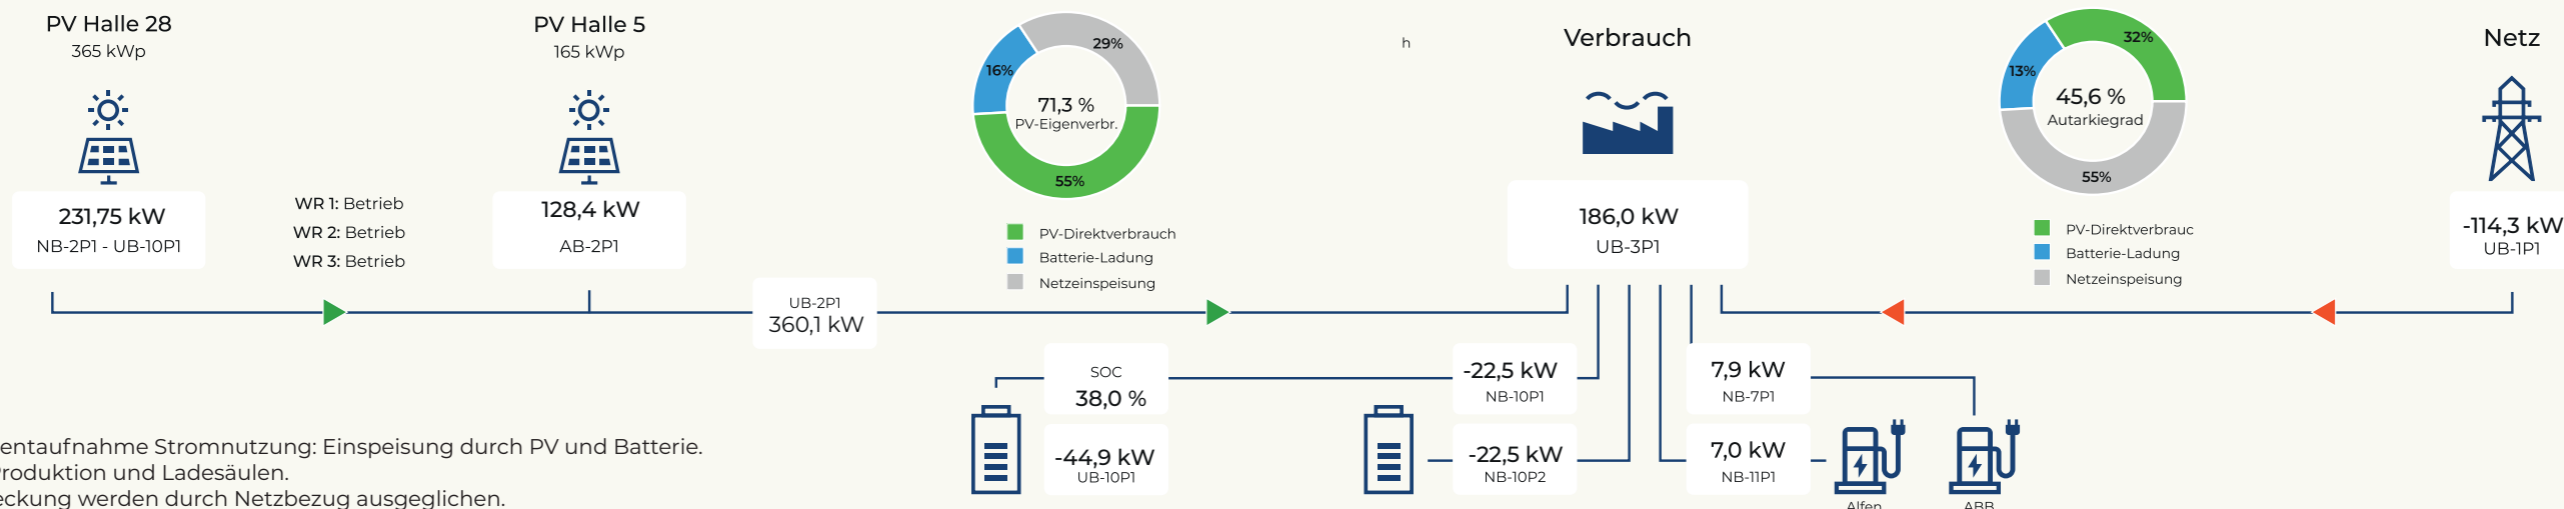 PV Halle 28
365 kWp
231,75 kW
NB-2P1 - UB-10P1
WR 1: Betrieb
WR 2: Betrieb
WR 3: Betrieb
PV Halle 5
165 kWp
128,4 kW
AB-2P1
UB-2P1
360,1 kW
29%
16%
71,3 %
PV-Eigenverbr.
55%
PV-Direktverbrauch
Batterie-Ladung
Netzeinspeisung
h
Verbrauch
186,0 kW
UB-3P1
32%
13%
45,6 %
Autarkiegrad
55%
PV-Direktverbrauc
Batterie-Ladung
Netzeinspeisung
Netz
-114,3 kW
UB-1P1
SOC
38,0 %
-44,9 kW
UB-10P1
-22,5 kW
NB-10P1
-22,5 kW
NB-10P2
7,9 kW
NB-7P1
7,0 kW
NB-11P1
Alfen
ABB
entaufnahme Stromnutzung: Einspeisung durch PV und Batterie.
Produktion und Ladesäulen.
eckung werden durch Netzbezug ausgeglichen.